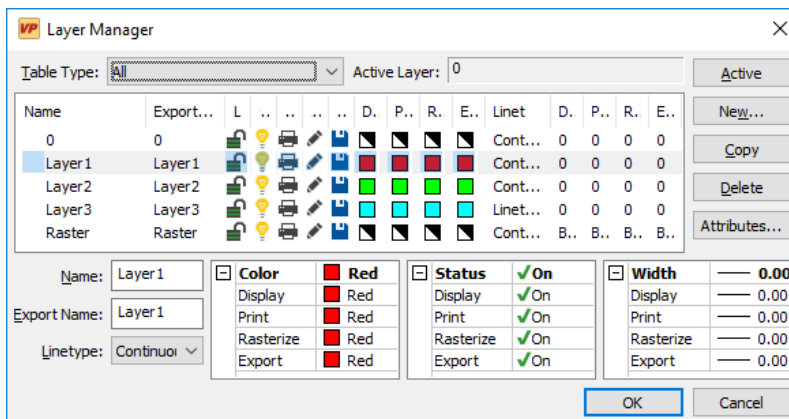 VP Layer Manager
Table Type: All Active Layer: 0 Active
Name Export... L .. .. .. .. D.. P.. R.. E.. Linet D.. P.. R.. E.. New...
0 0 Cont... 0 0 0 0
Layer1 Layer1 Cont... 0 0 0 0 Copy
Layer2 Layer2 Cont... 0 0 0 0 Delete
Layer3 Layer3 Linet... 0 0 0 0
Raster Raster Cont... B... B... B... B... Attributes...
Name: Layer1 Color Red Status On Width 0.00
Display Red Display On Display 0.00
Export Name: Layer1 Print Red Print On Print 0.00
Rasterize Red Rasterize On Rasterize 0.00
Linetype: Continuou Export Red Export On Export 0.00
OK Cancel